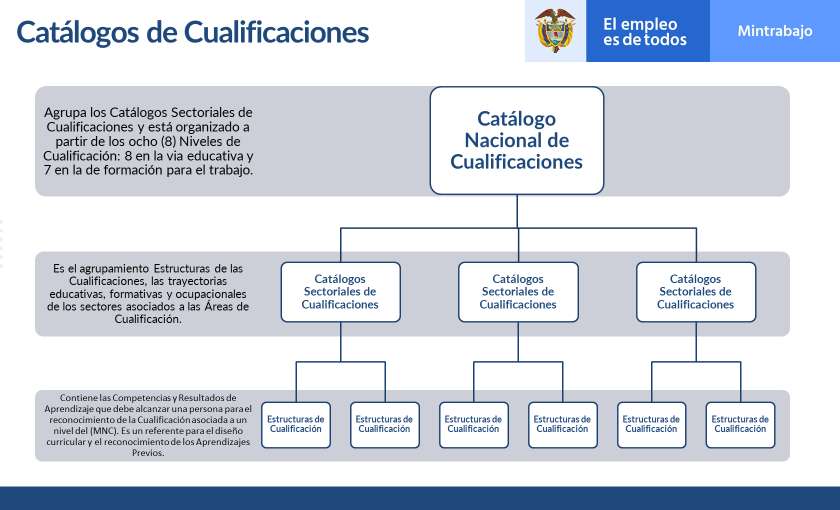 Catálogos de Cualificaciones
El empleo
es de todos
Mintrabajo
Agrupa los Catálogos Sectoriales de
Cualificaciones y está organizado a
partir de los ocho (8) Niveles de
Cualificación: 8 en la via educativa y
7 en la de formación para el trabajo.
Catálogo
Nacional de
Cualificaciones
Es el agrupamiento Estructuras de las
Cualificaciones, las trayectorias
educativas, formativas y ocupacionales
de los sectores asociados a las Áreas de
Cualificación.
Catálogos
Sectoriales de
Cualificaciones
Catálogos
Sectoriales de
Cualificaciones
Catálogos
Sectoriales de
Cualificaciones
Contiene las Competencias y Resultados de
Aprendizaje que debe alcanzar una persona para el
reconocimiento de la Cualificación asociada a un
nivel del (MNC). Es un referente para el diseño
curricular y el reconocimiento de los Aprendizajes
Previos.
Estructuras de
Cualificación
Estructuras de
Cualificación
Estructuras de
Cualificación
Estructuras de
Cualificación
Estructuras de
Cualificación
Estructuras de
Cualificación